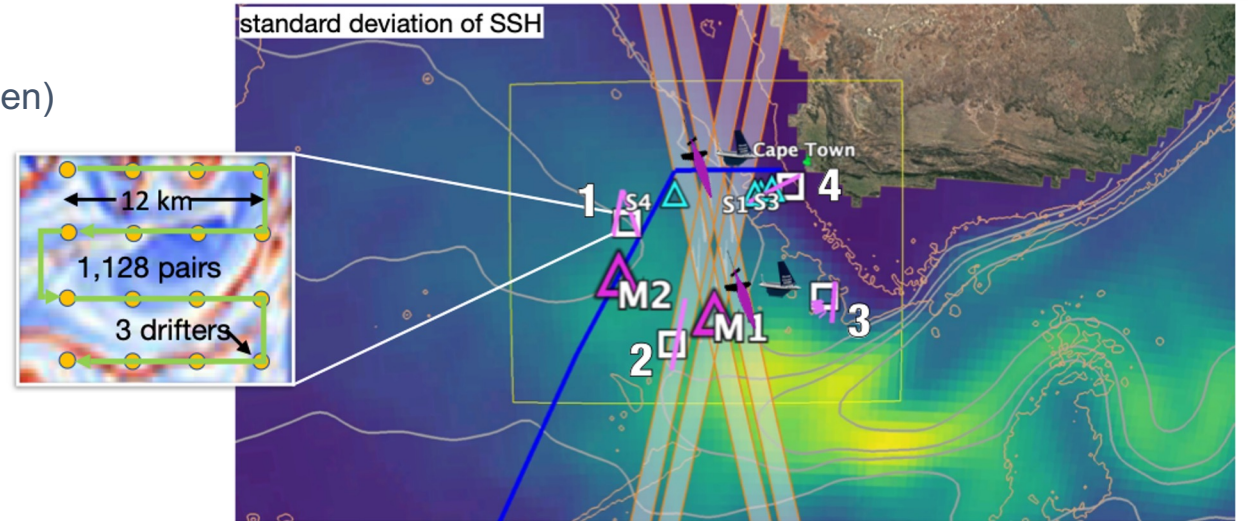 standard deviation of SSH
en)
12 km
1,128 pairs
3 drifters
Cape Town
1
S4
S1 S3
4
M2
M1
3
2